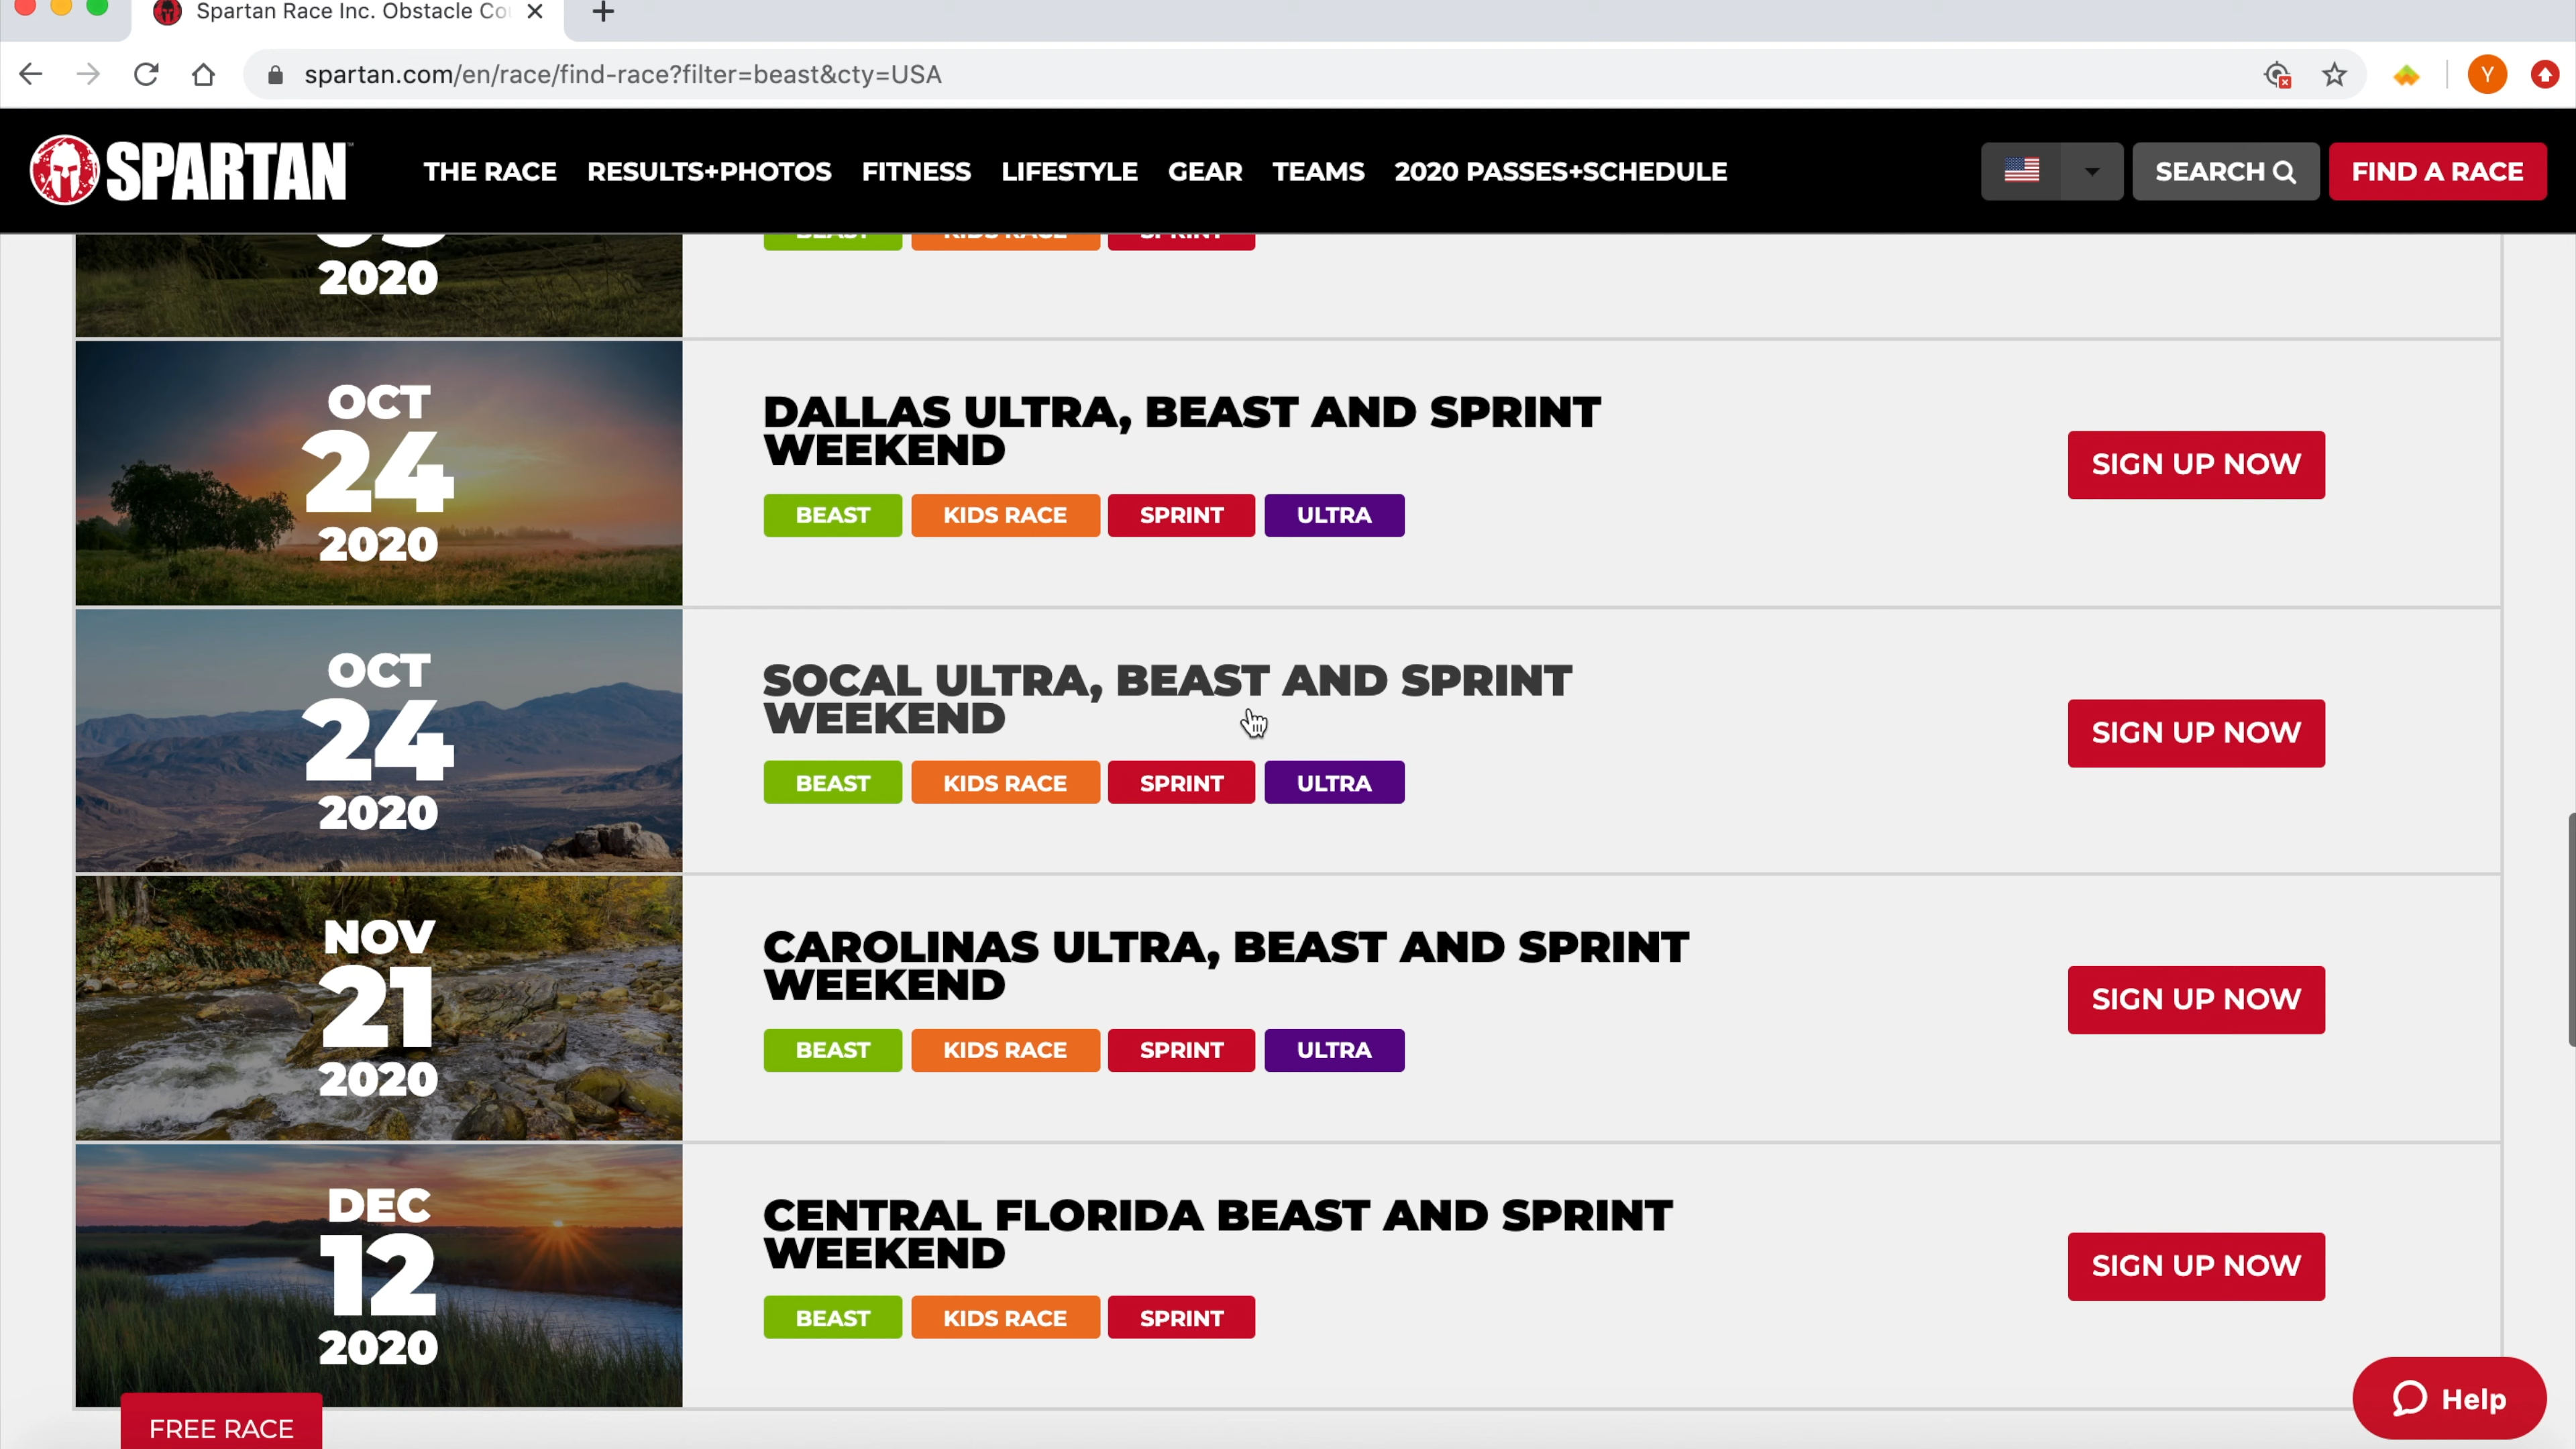 Spartan Race Inc. Obstacle Co
spartan.com/en/race/find-race?filter=beast&cty=USA
Y
SPARTAN
THE RACE RESULTS+PHOTOS FITNESS LIFESTYLE GEAR TEAMS 2020 PASSES+SCHEDULE
SEARCH
FIND A RACE
2020
BEAST KIDS RACE SPRINT
OCT
24
2020
DALLAS ULTRA, BEAST AND SPRINT
WEEKEND
BEAST KIDS RACE SPRINT ULTRA
SIGN UP NOW
OCT
24
2020
SOCAL ULTRA, BEAST AND SPRINT
WEEKEND
BEAST KIDS RACE SPRINT ULTRA
SIGN UP NOW
NOV
21
2020
CAROLINAS ULTRA, BEAST AND SPRINT
WEEKEND
BEAST KIDS RACE SPRINT ULTRA
SIGN UP NOW
DEC
12
2020
CENTRAL FLORIDA BEAST AND SPRINT
WEEKEND
BEAST KIDS RACE SPRINT
SIGN UP NOW
FREE RACE
Help